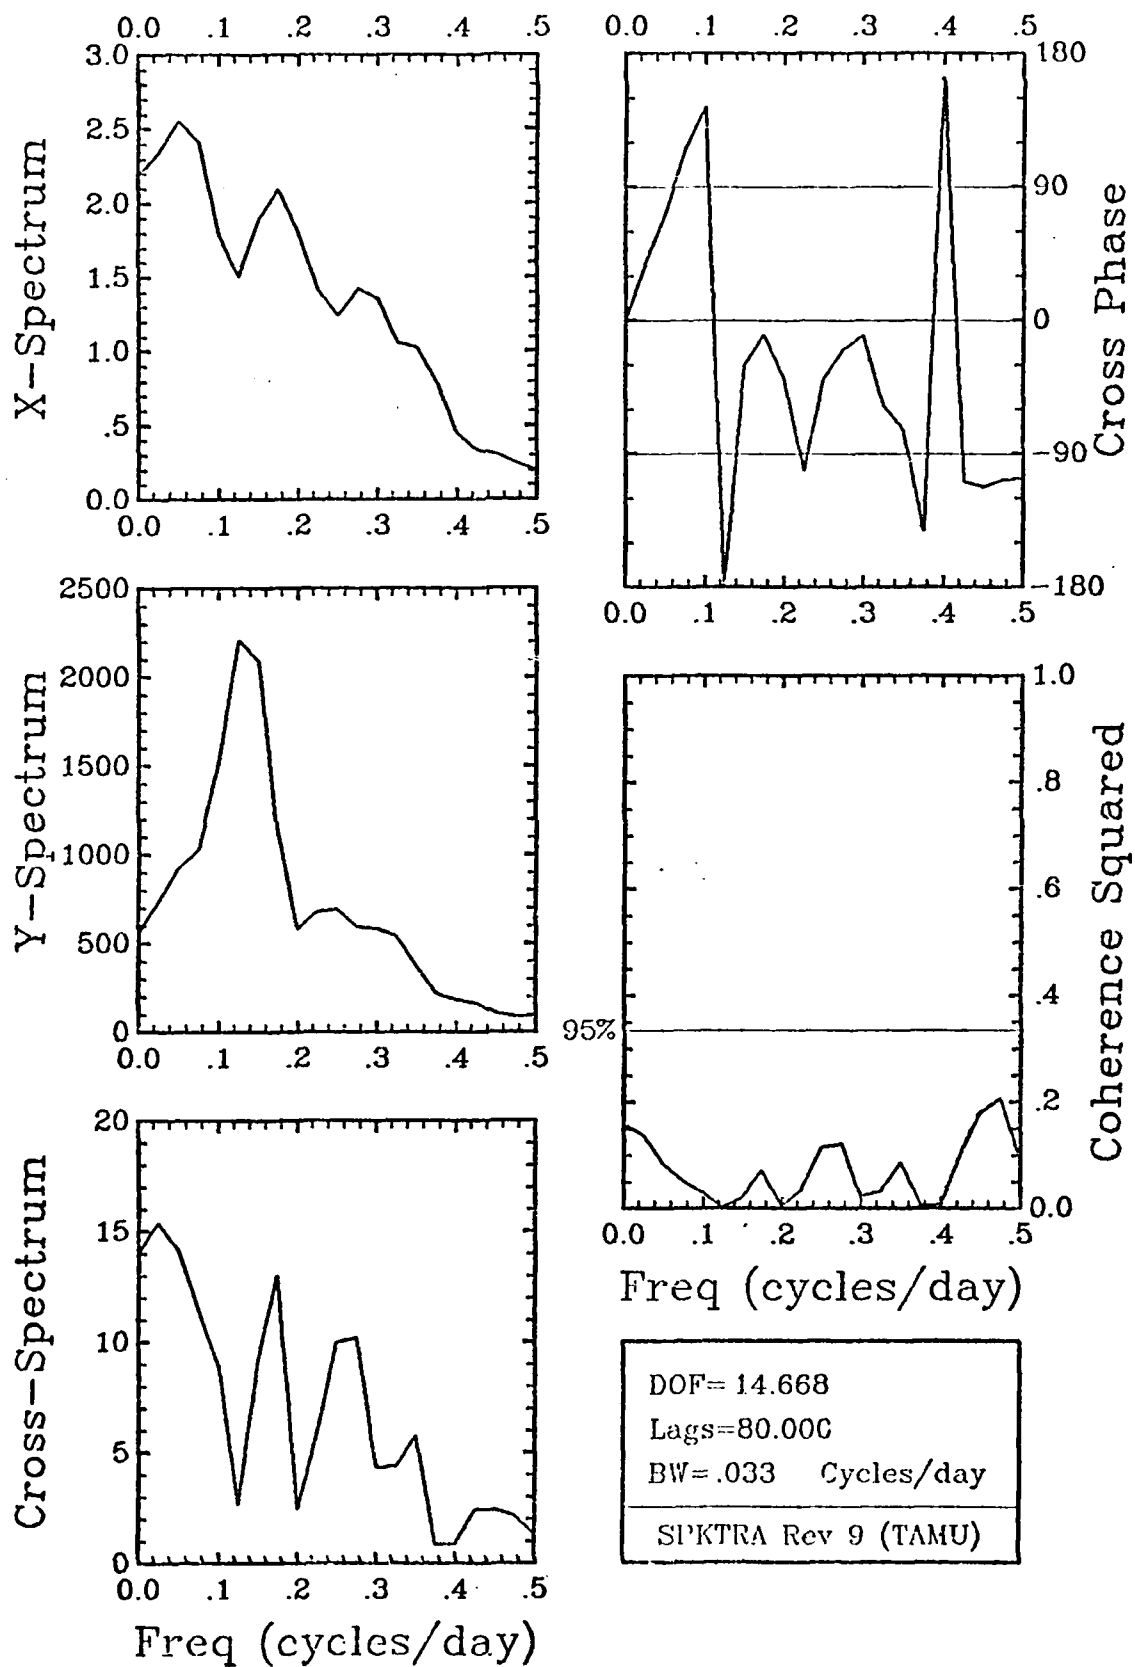 0.0 .1 .2 .3 .4 .5
3.0
2.5
2.0
1.5
1.0
.5
0.0
X-Spectrum
0.0 .1 .2 .3 .4 .5
0.0 .1 .2 .3 .4 .5
180
90
0
-90
-180
Cross Phase
0.0 .1 .2 .3 .4 .5
2500
2000
1500
1000
500
0
Y-Spectrum
0.0 .1 .2 .3 .4 .5
1.0
.8
.6
.4
.2
0.0
95%
Coherence Squared
0.0 .1 .2 .3 .4 .5
Freq (cycles/day)
20
15
10
5
0
Cross-Spectrum
0.0 .1 .2 .3 .4 .5
Freq (cycles/day)
DOF= 14.668
Lags=80.000
BW= .033 Cycles/day
SPKTRA Rev 9 (TAMU)